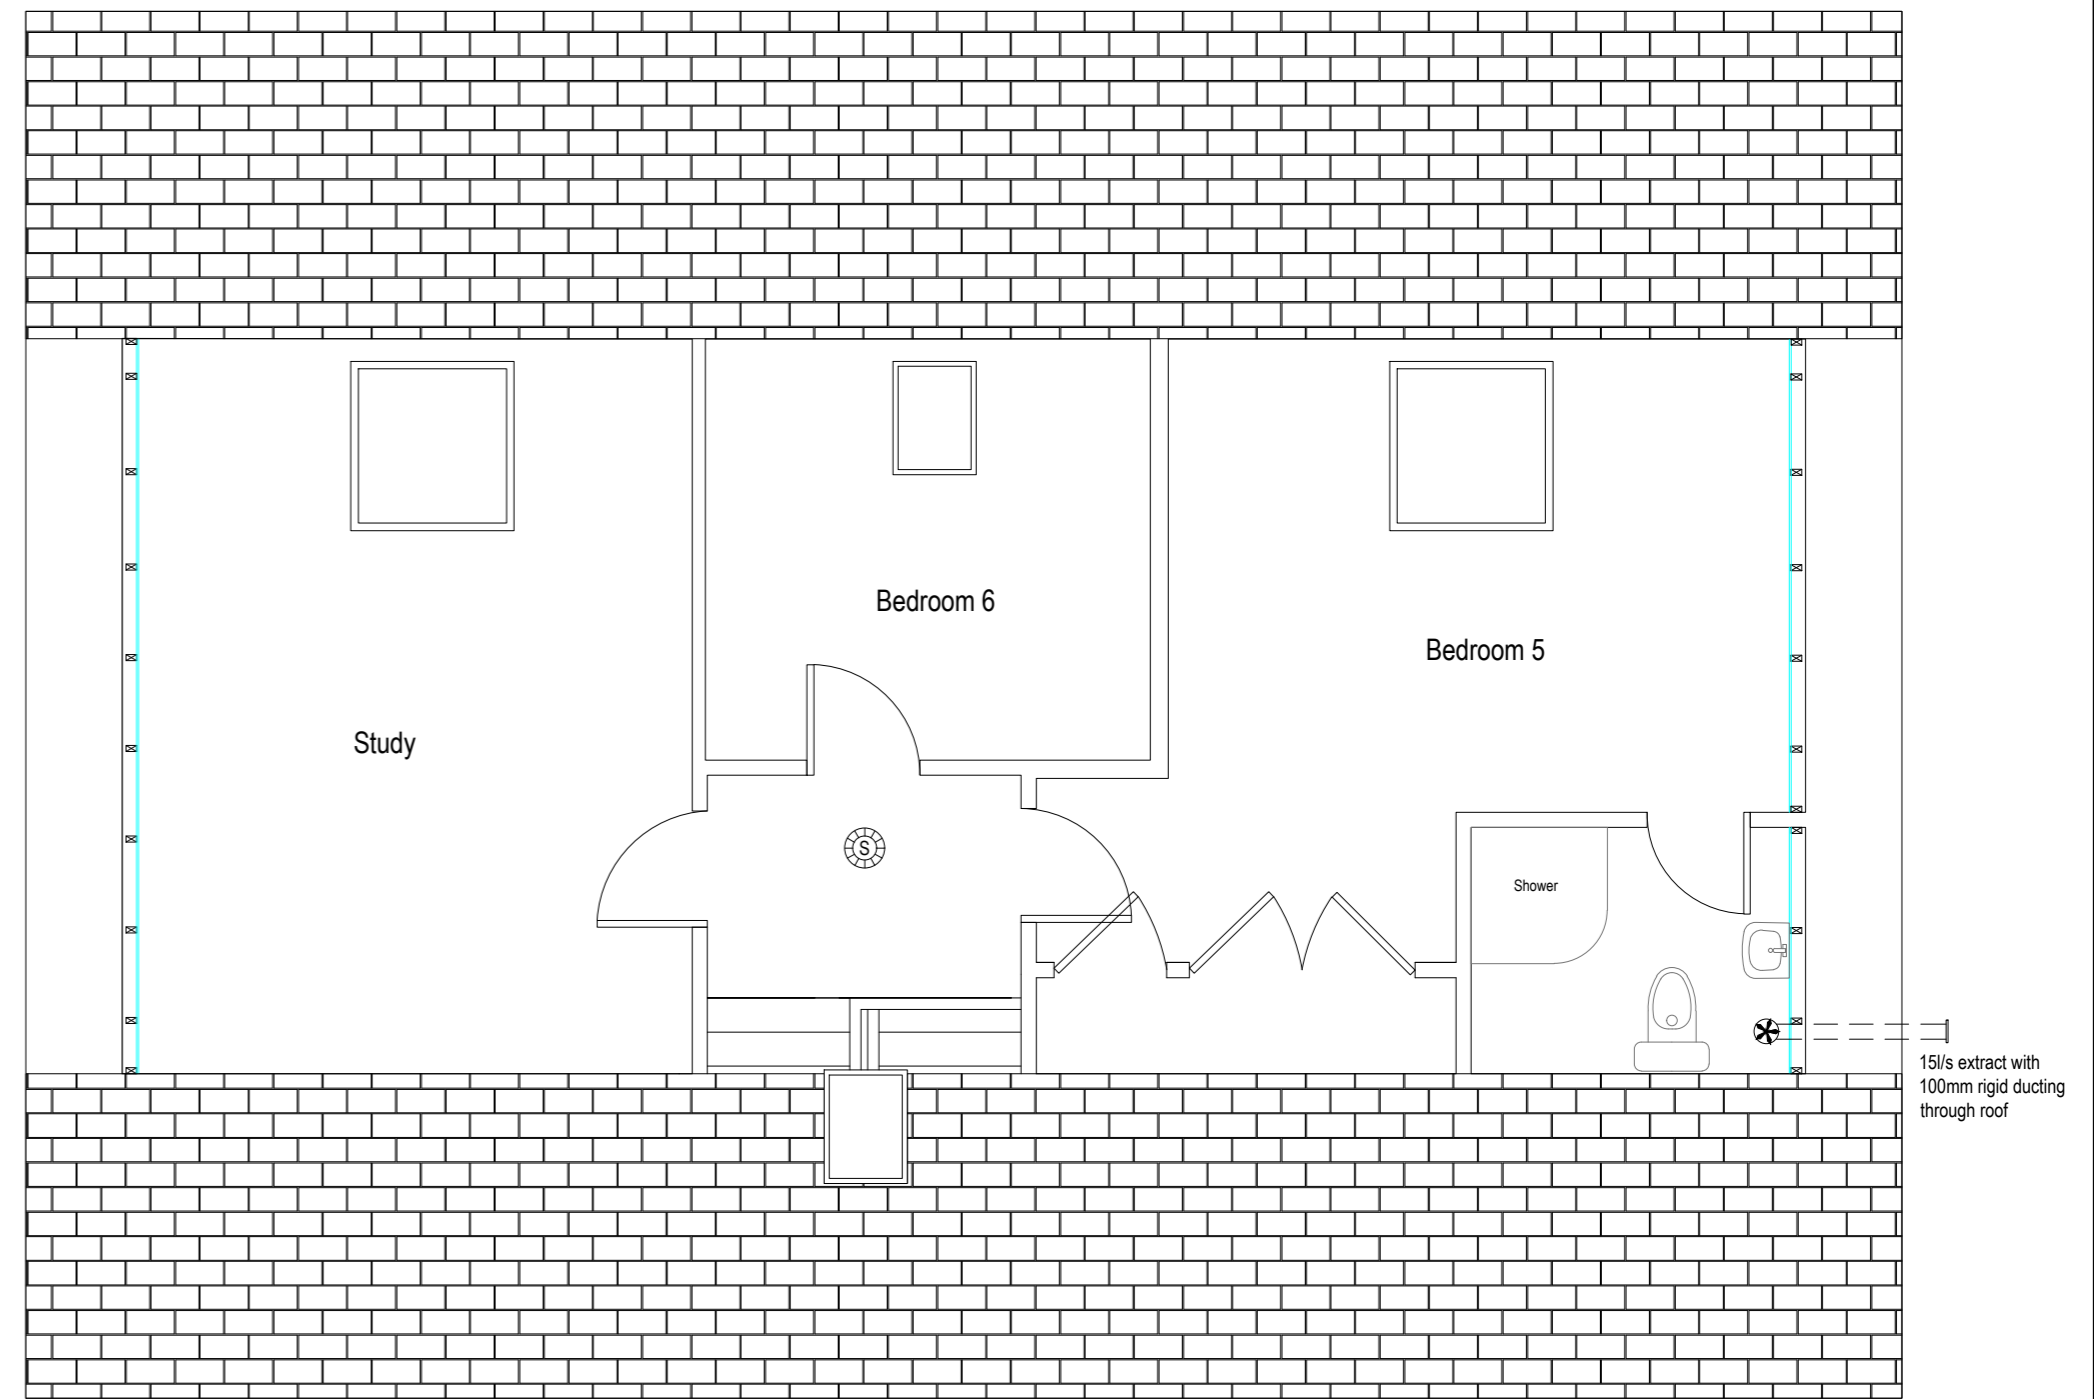 Bedroom 6
Bedroom 5
Study
S
Shower
15l/s extract with
100mm rigid ducting
through roof